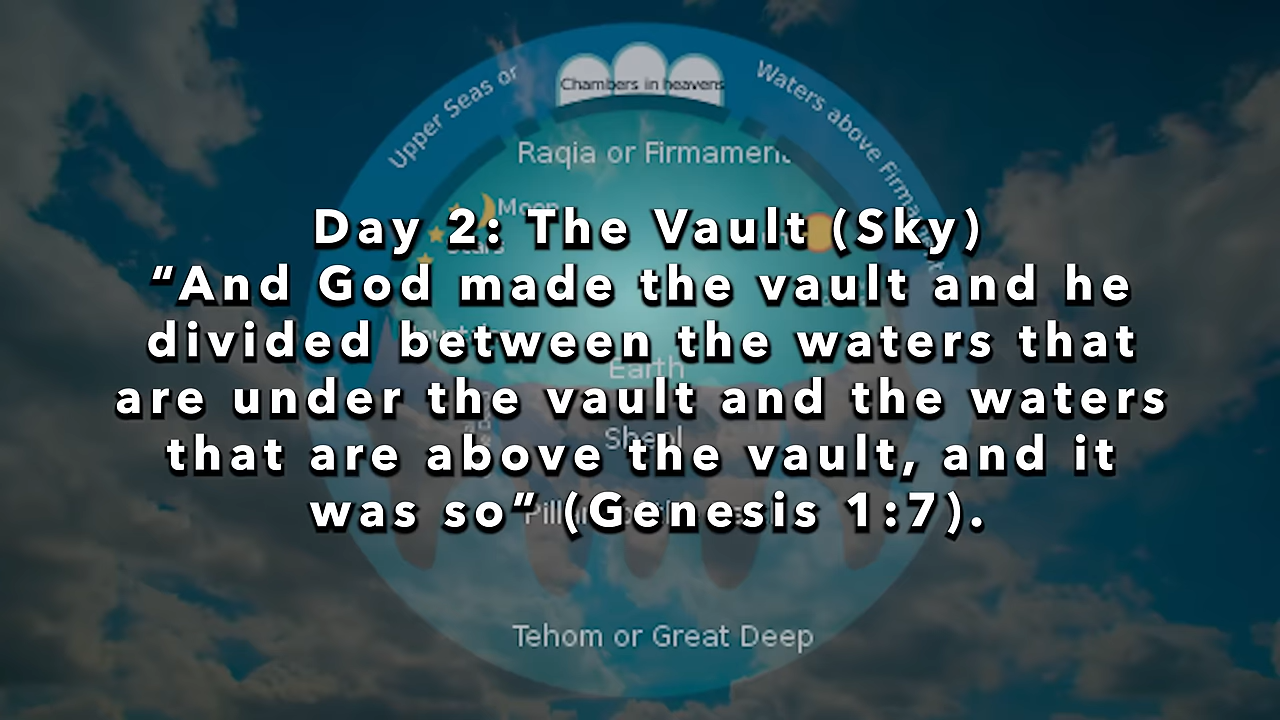 Upper Seas or
Chambers in heavens
Waters above Firmament
Raqia or Firmament
Moon
Stars
Day 2: The Vault (Sky)
“And God made the vault and he
divided between the waters that
are under the vault and the waters
that are above the vault, and it
was so” (Genesis 1:7).
Earth
Sheol
Tehom or Great Deep